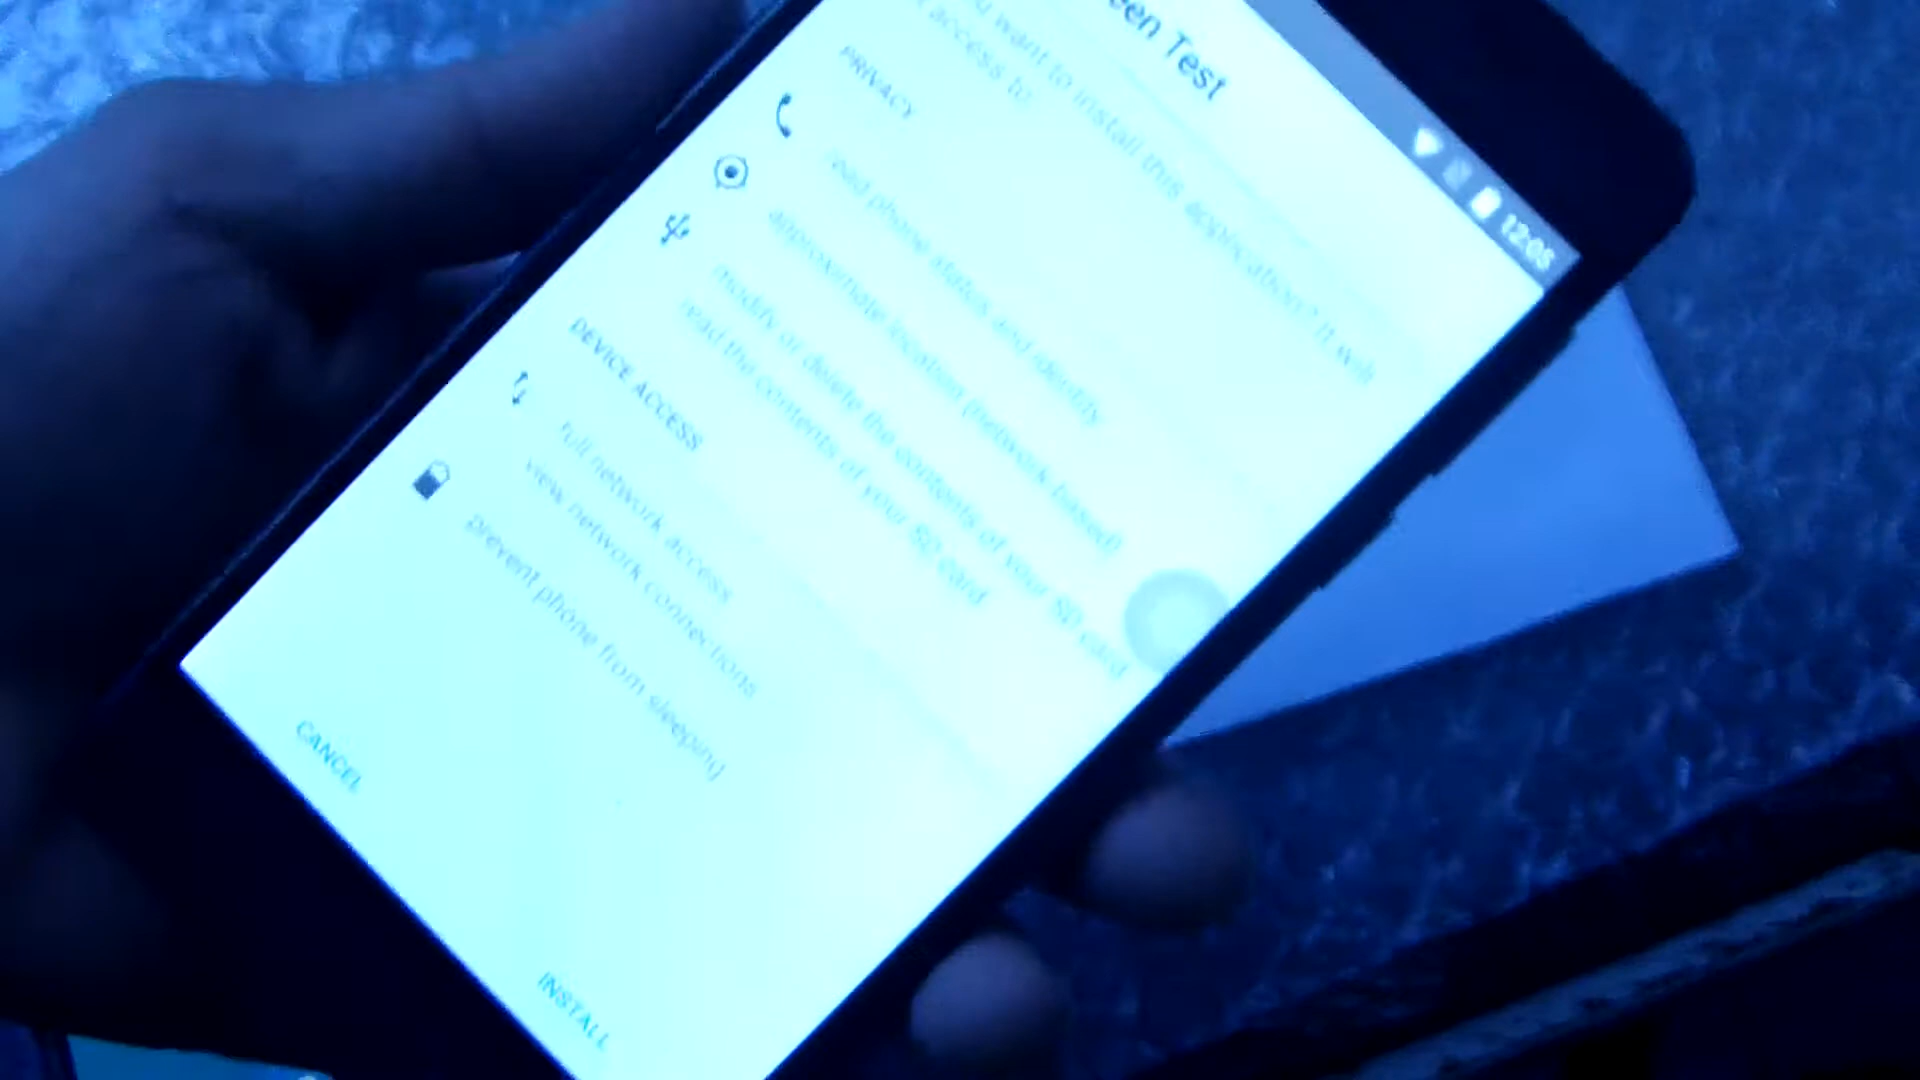 12:05
een Test
u want to install this application? It will
access to
PRIVACY
read phone status and identity
approximate location (network-based)
modify or delete the contents of your SD card
read the contents of your SD card
DEVICE ACCESS
full network access
view network connections
prevent phone from sleeping
CANCEL
INSTALL